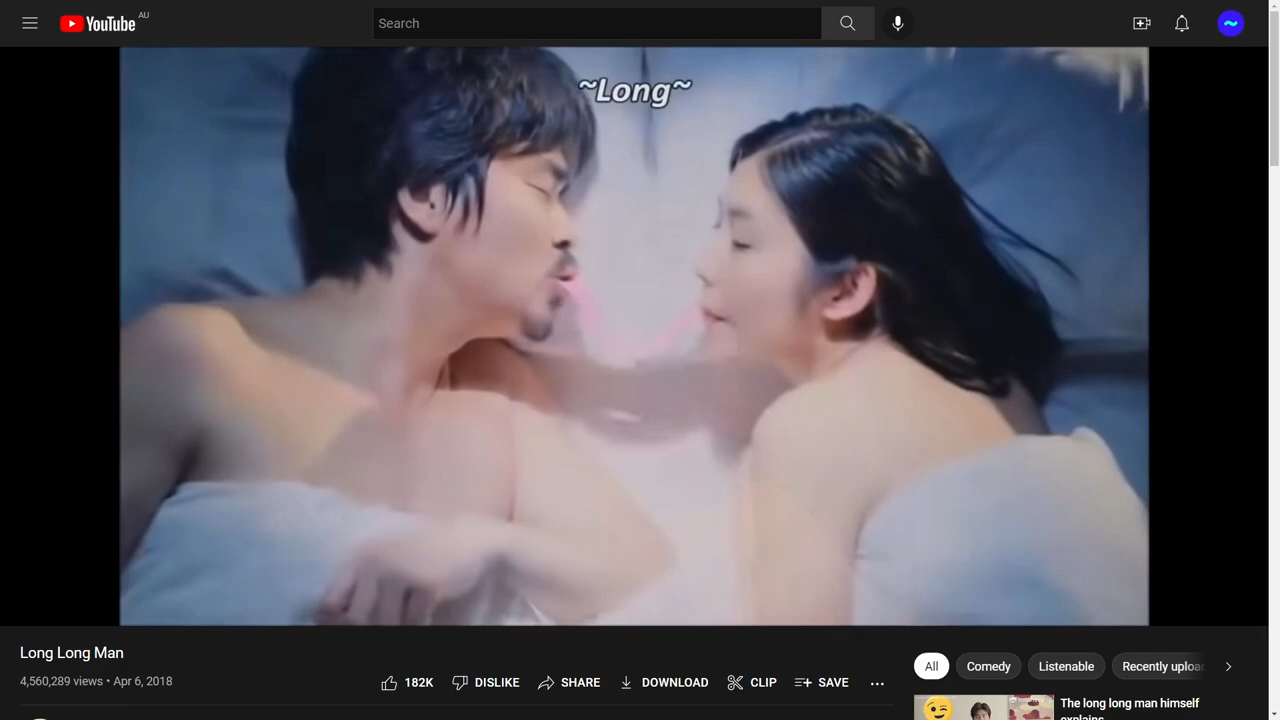 YouTube AU
Search
~Long~
Long Long Man
4,560,289 views • Apr 6, 2018
182K DISLIKE SHARE DOWNLOAD CLIP SAVE
All Comedy Listenable Recently
The long long man himself
explains